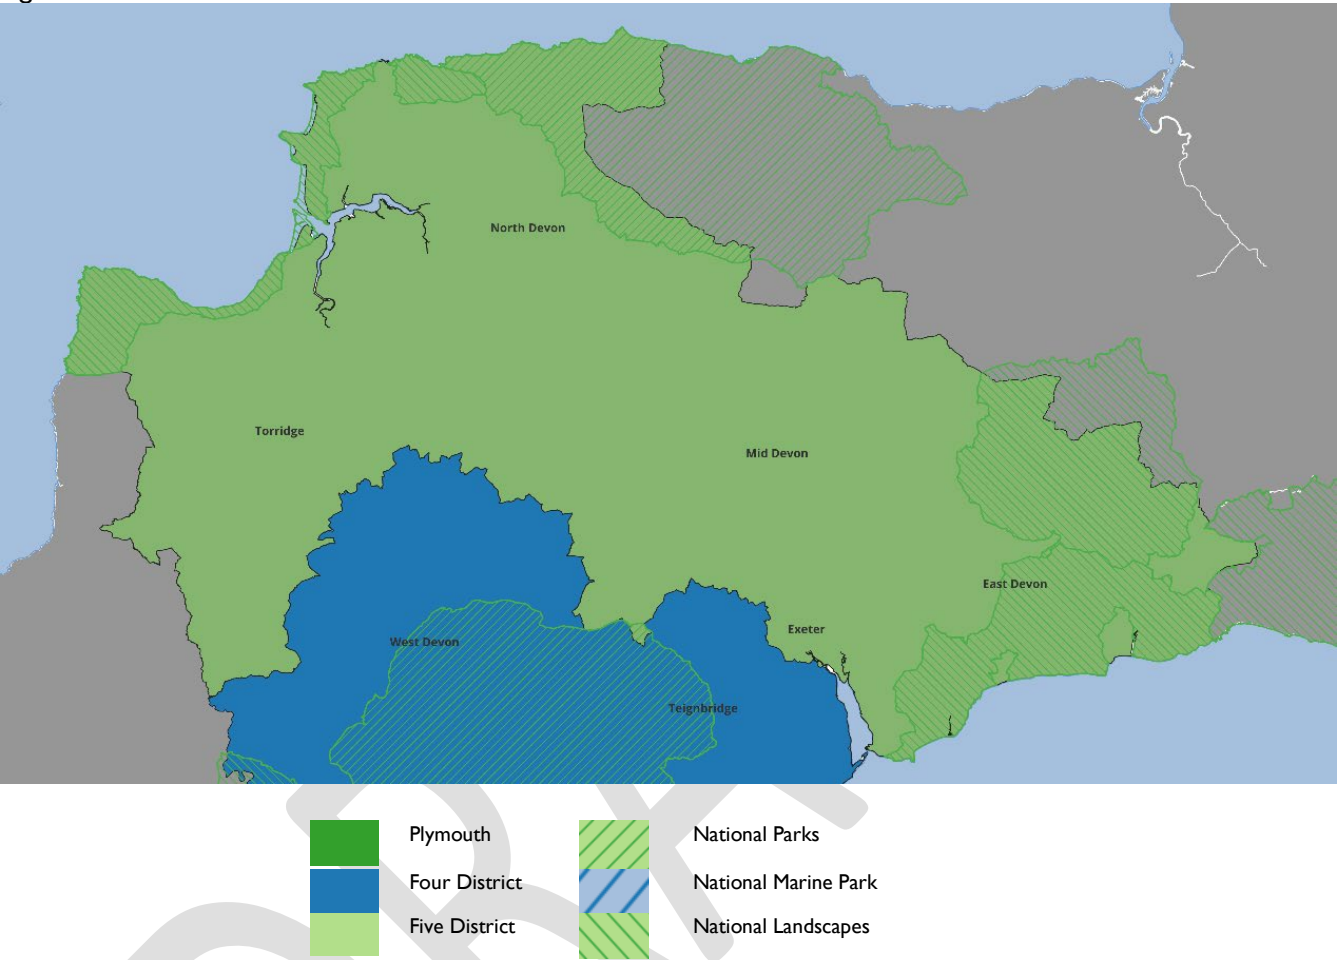 North Devon
Torridge
Mid Devon
East Devon
Exeter
West Devon
Teignbridge
Plymouth
National Parks
Four District
National Marine Park
Five District
National Landscapes